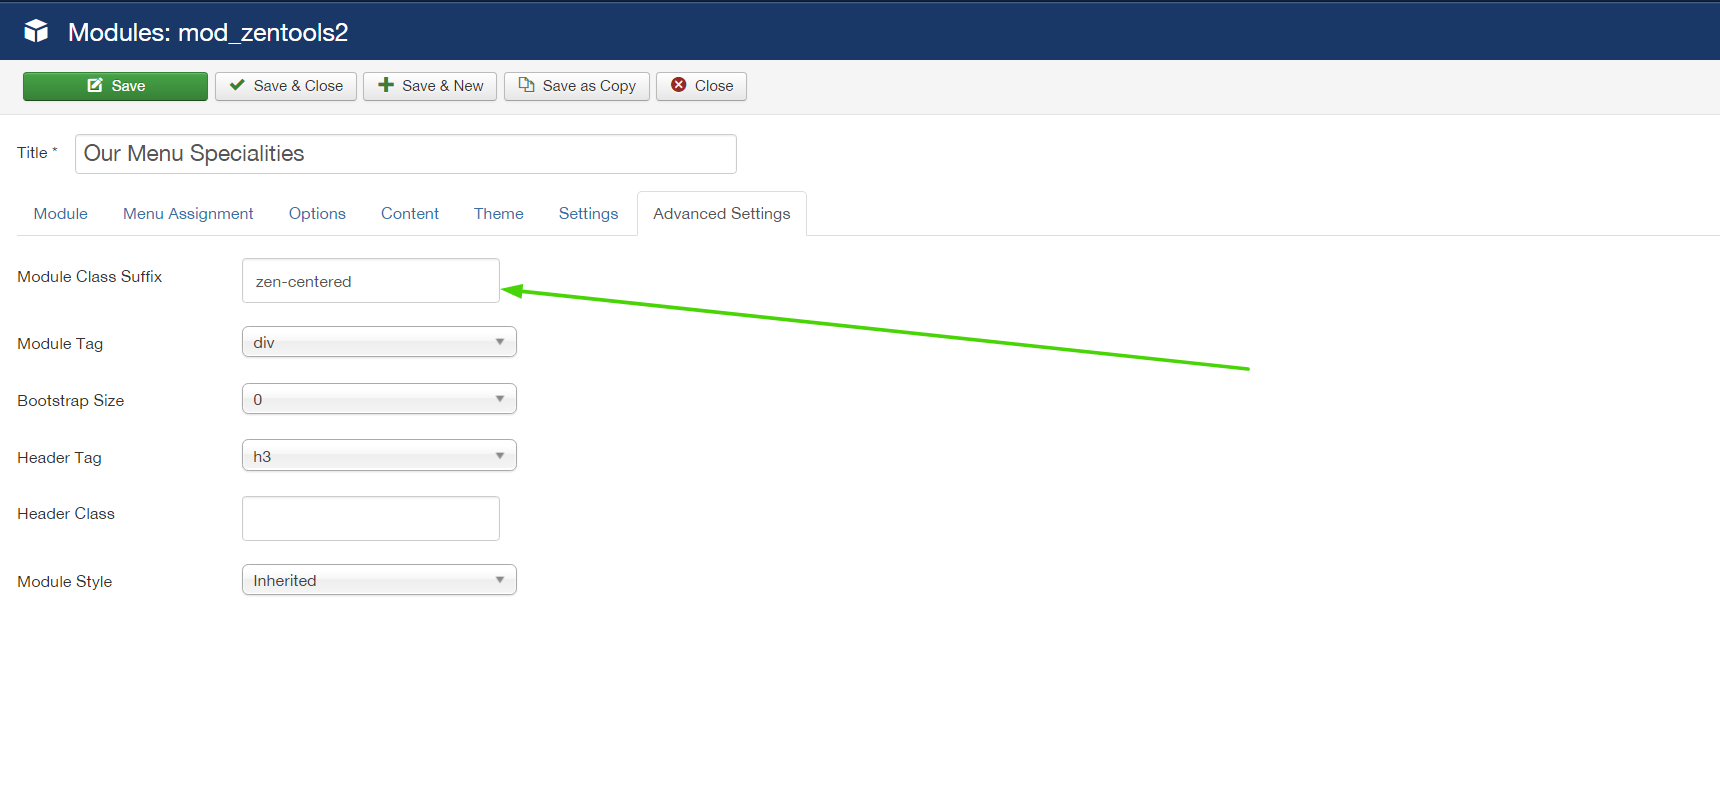 Modules: mod_zentools2
Save Save & Close Save & New Save as Copy Close
Title * Our Menu Specialities
Module Menu Assignment Options Content Theme Settings Advanced Settings
Module Class Suffix zen-centered
Module Tag div
Bootstrap Size 0
Header Tag h3
Header Class
Module Style Inherited